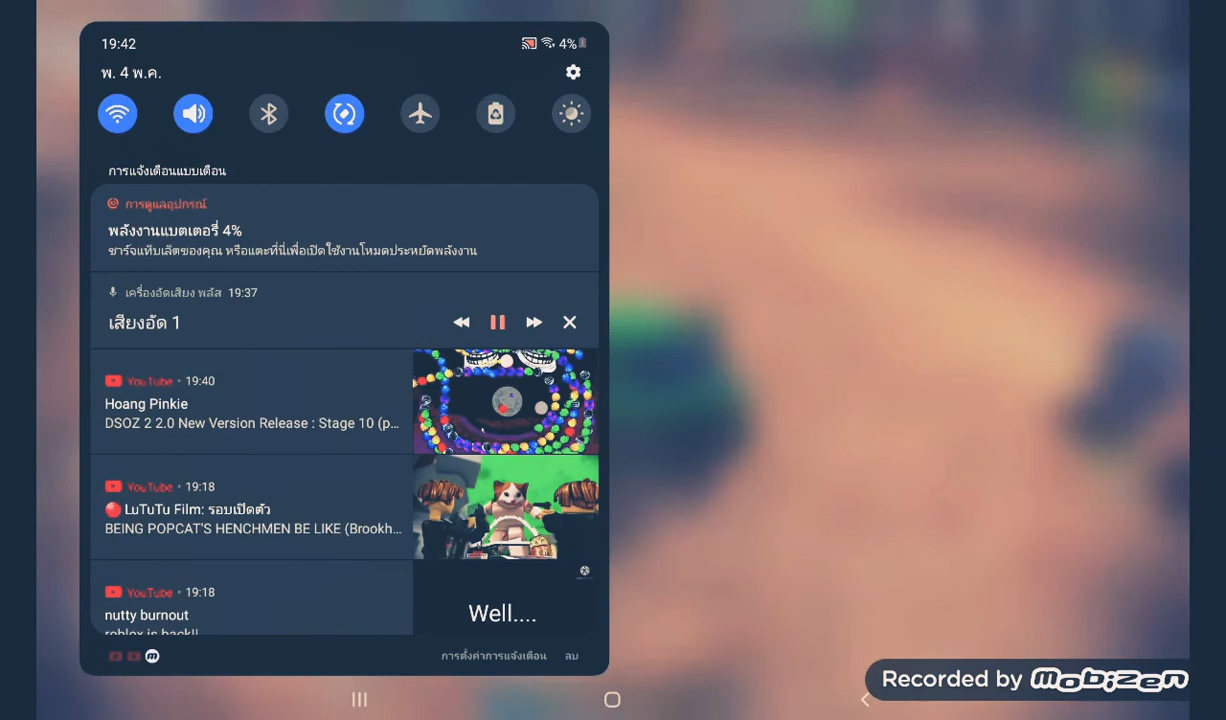 19:42
4%
พ. 4 พ.ค.
การแจ้งเตือนแบบเตือน
การดูแลอุปกรณ์
พลังงานแบตเตอรี่ 4%
ชาร์จแท็บเล็ตของคุณ หรือแตะที่นี่เพื่อเปิดใช้งานโหมดประหยัดพลังงาน
เครื่องอัดเสียง พลัส 19:37
เสียงอัด 1
YouTube • 19:40
Hoang Pinkie
DSOZ 2 2.0 New Version Release : Stage 10 (p...
YouTube • 19:18
LuTuTu Film: รอบเปิดตัว
BEING POPCAT'S HENCHMEN BE LIKE (Brookh...
YouTube • 19:18
nutty burnout
roblox is back!!
Well....
การตั้งค่าการแจ้งเตือน
ลบ
Recorded by mobizen